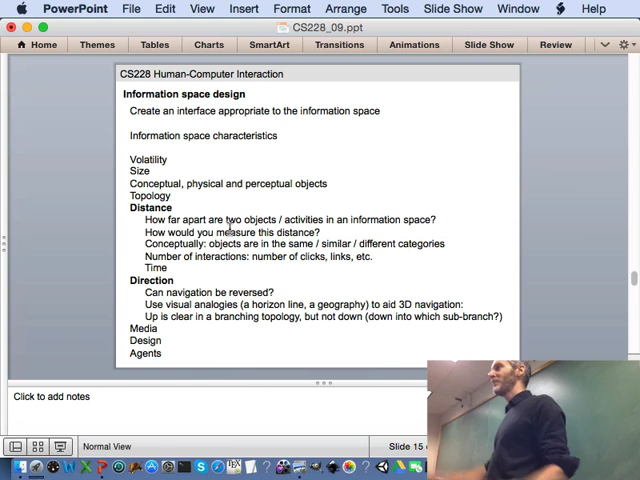 PowerPoint File Edit View Insert Format Arrange Tools Slide Show Window Help
CS228_09.ppt
Home Themes Tables Charts SmartArt Transitions Animations Slide Show Review
CS228 Human-Computer Interaction
Information space design
Create an interface appropriate to the information space
Information space characteristics
Volatility
Size
Conceptual, physical and perceptual objects
Topology
Distance
How far apart are two objects / activities in an information space?
How would you measure this distance?
Conceptually: objects are in the same / similar / different categories
Number of interactions: number of clicks, links, etc.
Time
Direction
Can navigation be reversed?
Use visual analogies (a horizon line, a geography) to aid 3D navigation:
Up is clear in a branching topology, but not down (down into which sub-branch?)
Media
Design
Agents
Click to add notes
Normal View Slide 15